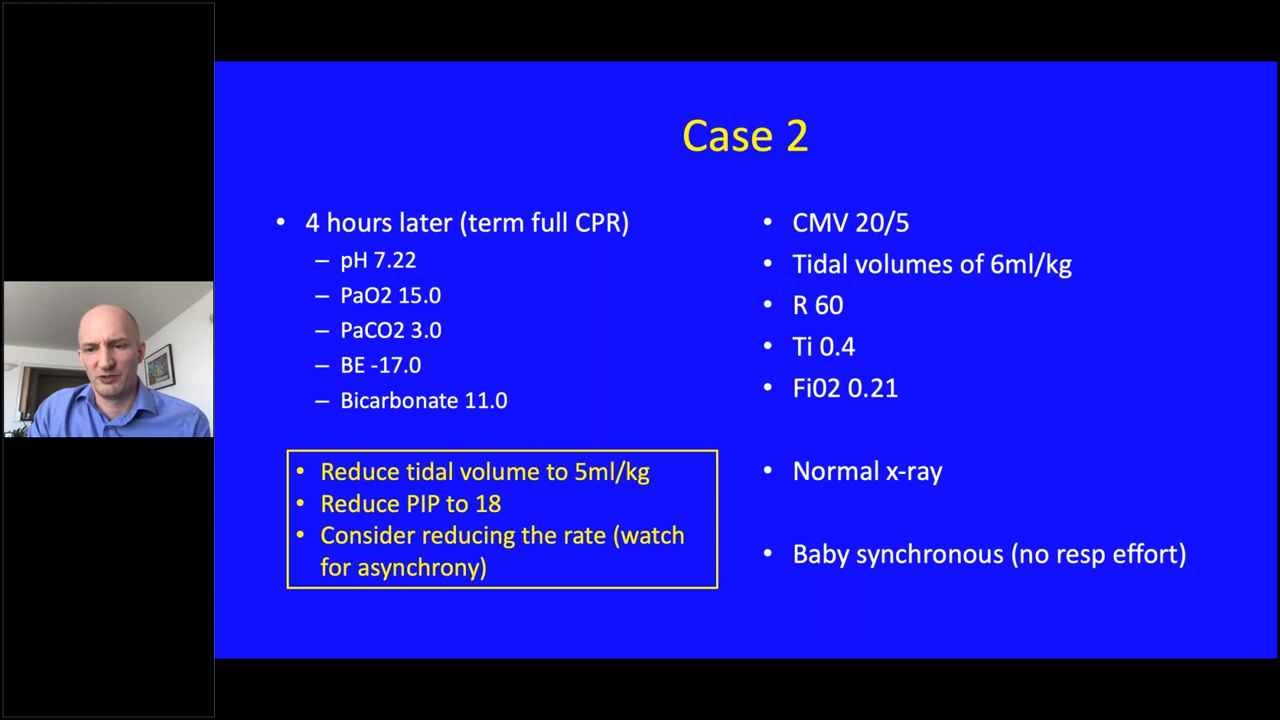 Case 2
• 4 hours later (term full CPR)
– pH 7.22
– PaO2 15.0
– PaCO2 3.0
– BE -17.0
– Bicarbonate 11.0
• Reduce tidal volume to 5ml/kg
• Reduce PIP to 18
• Consider reducing the rate (watch
for asynchrony)
• CMV 20/5
• Tidal volumes of 6ml/kg
• R 60
• Ti 0.4
• Fi02 0.21
• Normal x-ray
• Baby synchronous (no resp effort)